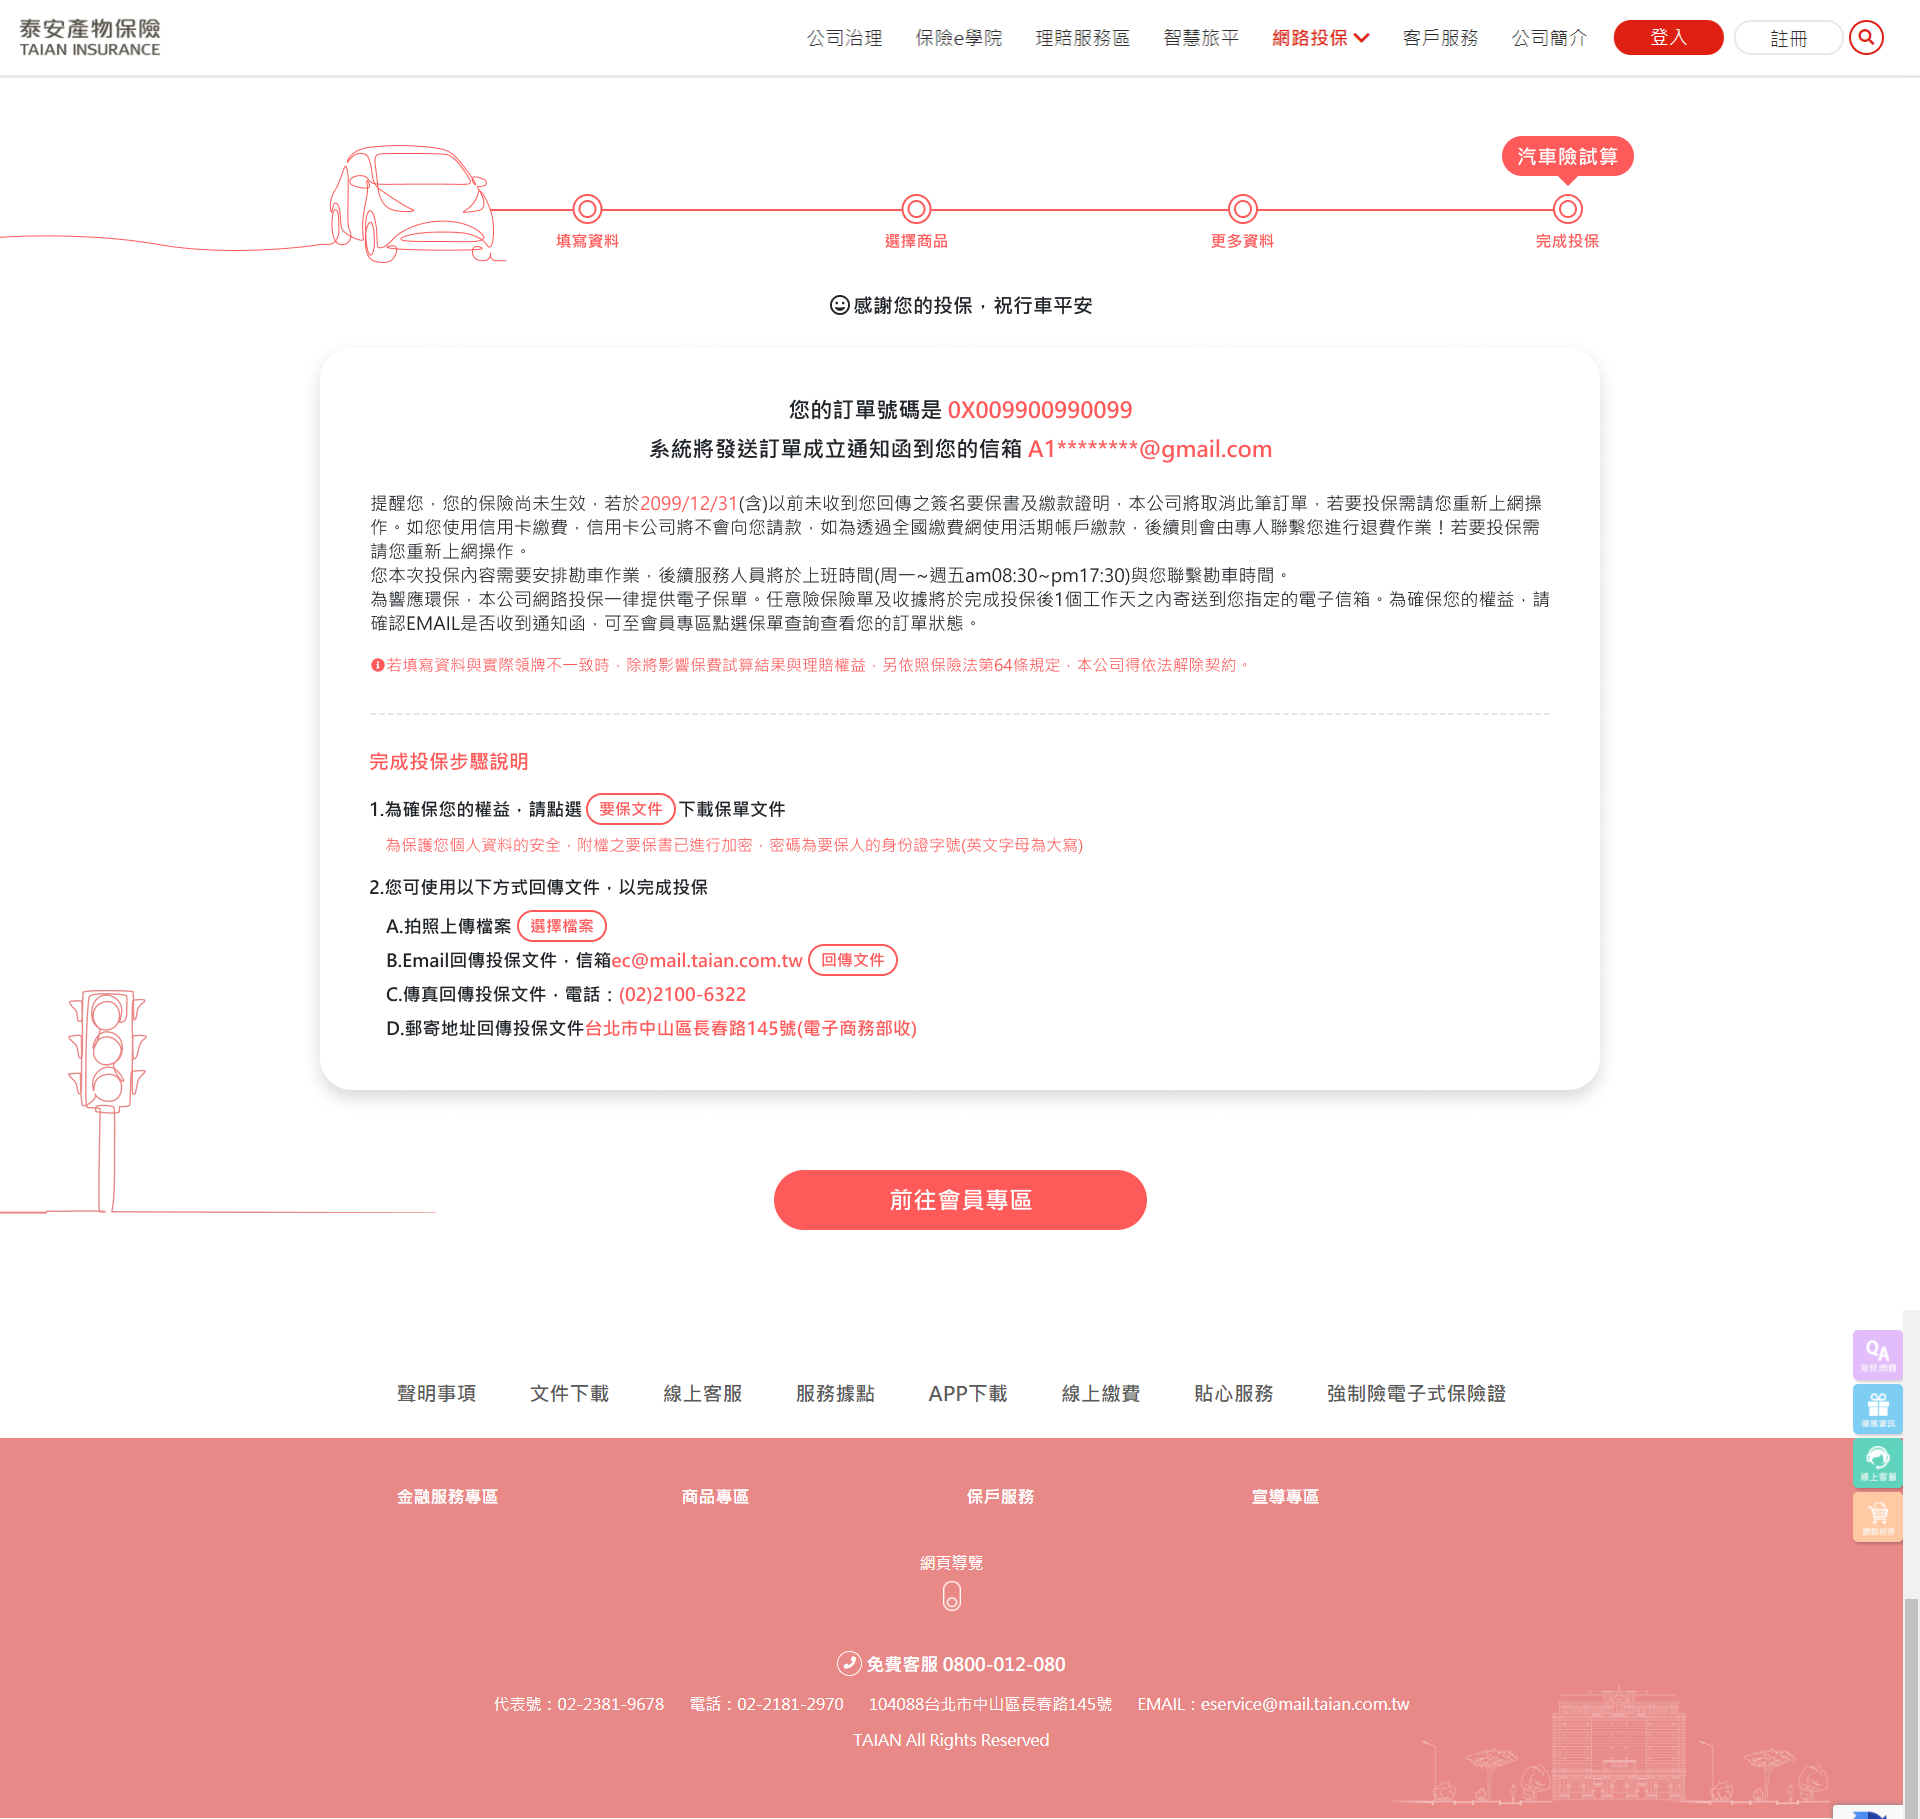 泰安產物保險
TAIAN INSURANCE
公司治理 保險e學院 理賠服務區 智慧旅平 網路投保 客戶服務 公司簡介 登入 註冊
汽車險試算
填寫資料 選擇商品 更多資料 完成投保
感謝您的投保，祝行車平安
您的訂單號碼是 0X009900990099
系統將發送訂單成立通知函到您的信箱 A1********@gmail.com
提醒您，您的保險尚未生效，若於2099/12/31(含)以前未收到您回傳之簽名要保書及繳款證明，本公司將取消此筆訂單，若要投保需請您重新上網操
作。如您使用信用卡繳費，信用卡公司將不會向您請款，如為透過全國繳費網使用活期帳戶繳款，後續則會由專人聯繫您進行退費作業！若要投保需
請您重新上網操作。
您本次投保內容需要安排勘車作業，後續服務人員將於上班時間(周一~週五am08:30~pm17:30)與您聯繫勘車時間。
為響應環保，本公司網路投保一律提供電子保單。任意險保險單及收據將於完成投保後1個工作天之內寄送到您指定的電子信箱。為確保您的權益，請
確認EMAIL是否收到通知函，可至會員專區點選保單查詢查看您的訂單狀態。
若填寫資料與實際領牌不一致時，除將影響保費試算結果與理賠權益，另依照保險法第64條規定，本公司得依法解除契約。
完成投保步驟說明
1.為確保您的權益，請點選 要保文件 下載保單文件
為保護您個人資料的安全，附檔之要保書已進行加密，密碼為要保人的身份證字號(英文字母為大寫)
2.您可使用以下方式回傳文件，以完成投保
A.拍照上傳檔案 選擇檔案
B.Email回傳投保文件，信箱ec@mail.taian.com.tw 回傳文件
C.傳真回傳投保文件，電話：(02)2100-6322
D.郵寄地址回傳投保文件台北市中山區長春路145號(電子商務部收)
前往會員專區
QA
常見問題
優惠資訊
線上客服
網路投保
聲明事項 文件下載 線上客服 服務據點 APP下載 線上繳費 貼心服務 強制險電子式保險證
金融服務專區 商品專區 保戶服務 宣導專區
網頁導覽
免費客服 0800-012-080
代表號：02-2381-9678 電話：02-2181-2970 104088台北市中山區長春路145號 EMAIL：eservice@mail.taian.com.tw
TAIAN All Rights Reserved